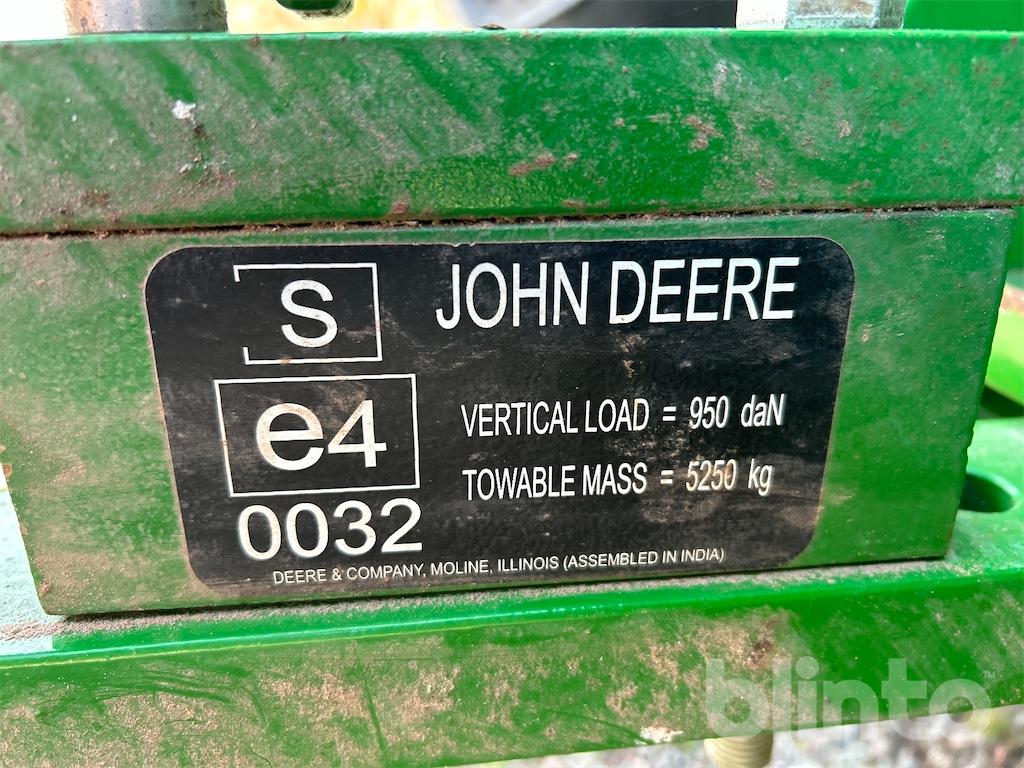 S
e4
0032
JOHN DEERE
VERTICAL LOAD = 950 daN
TOWABLE MASS = 5250 kg
DEERE & COMPANY, MOLINE, ILLINOIS (ASSEMBLED IN INDIA)
blinto™